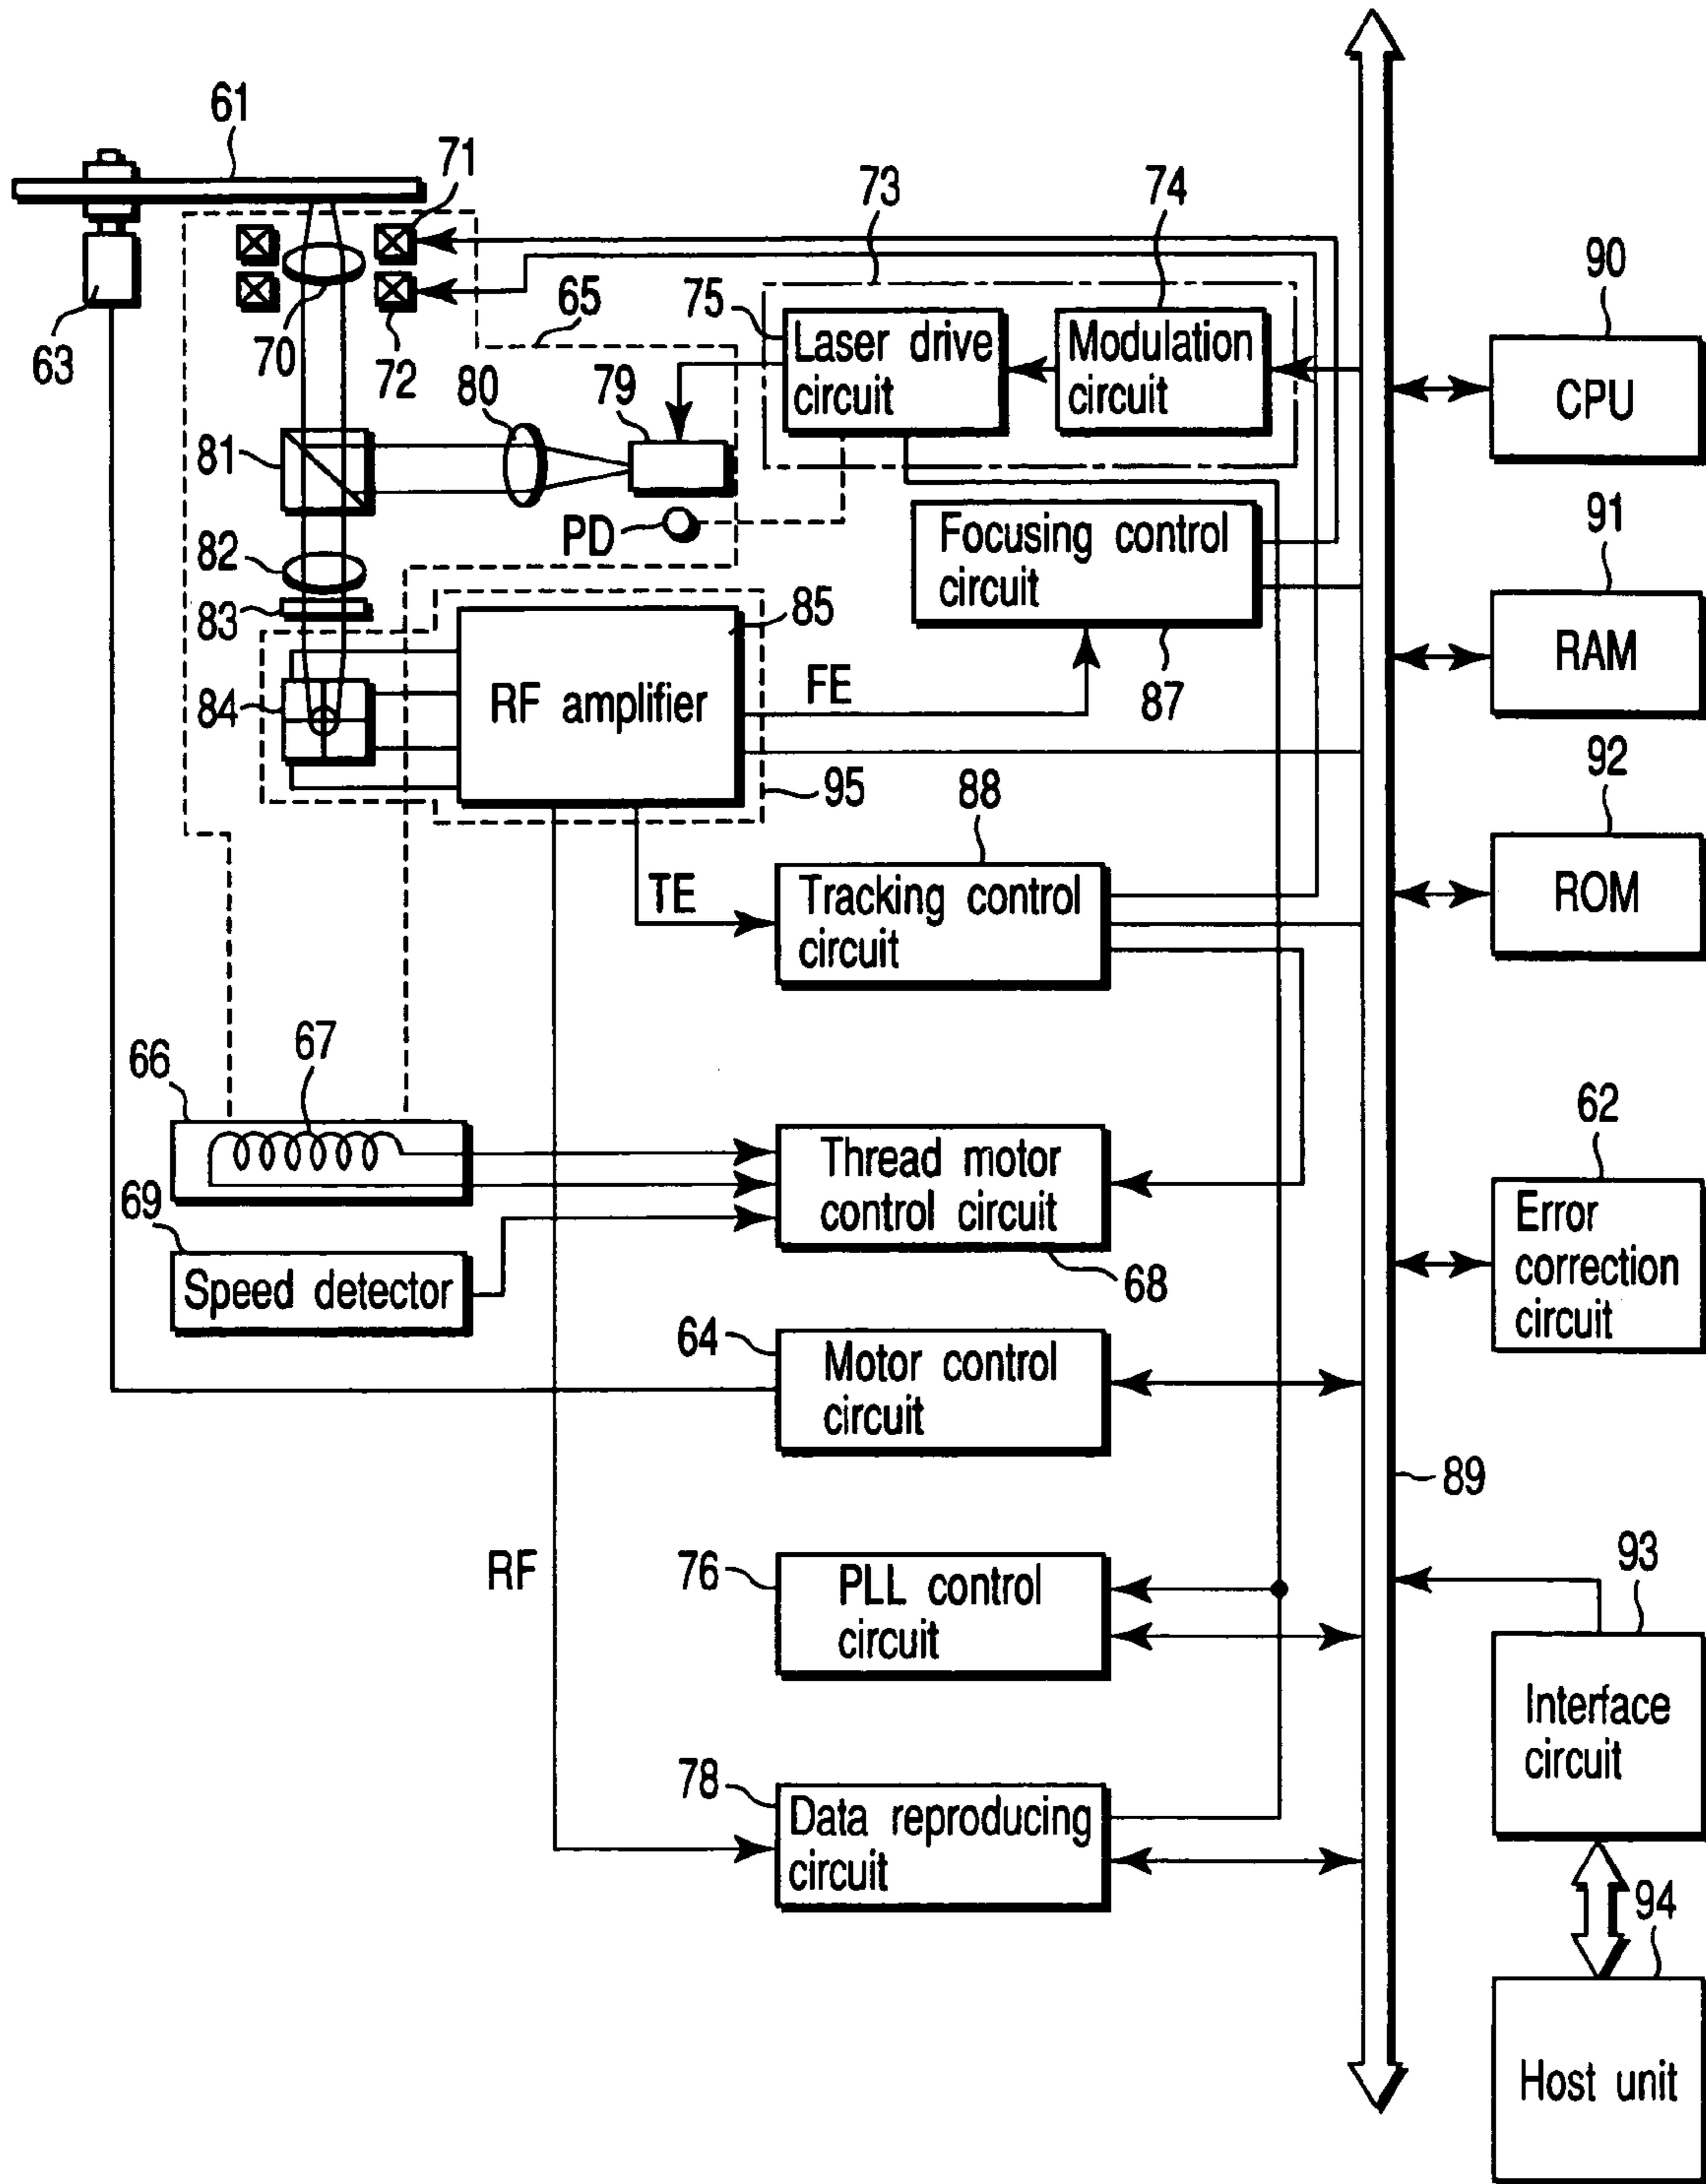 61
71
73
74
90
63
70
72
65
75
Laser drive
circuit
Modulation
circuit
CPU
80
79
81
PD
91
Focusing control
circuit
82
83
85
RAM
RF amplifier
FE
87
84
92
95
88
ROM
TE
Tracking control
circuit
66
67
62
Thread motor
control circuit
Error
correction
circuit
69
Speed detector
68
64
Motor control
circuit
89
RF
76
PLL control
circuit
93
Interface
circuit
78
Data reproducing
circuit
94
Host unit